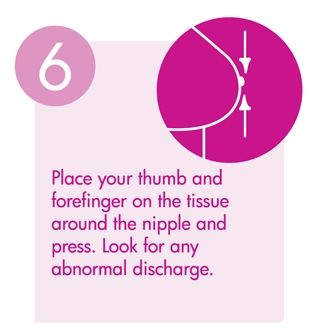 6
Place your thumb and
forefinger on the tissue
around the nipple and
press. Look for any
abnormal discharge.